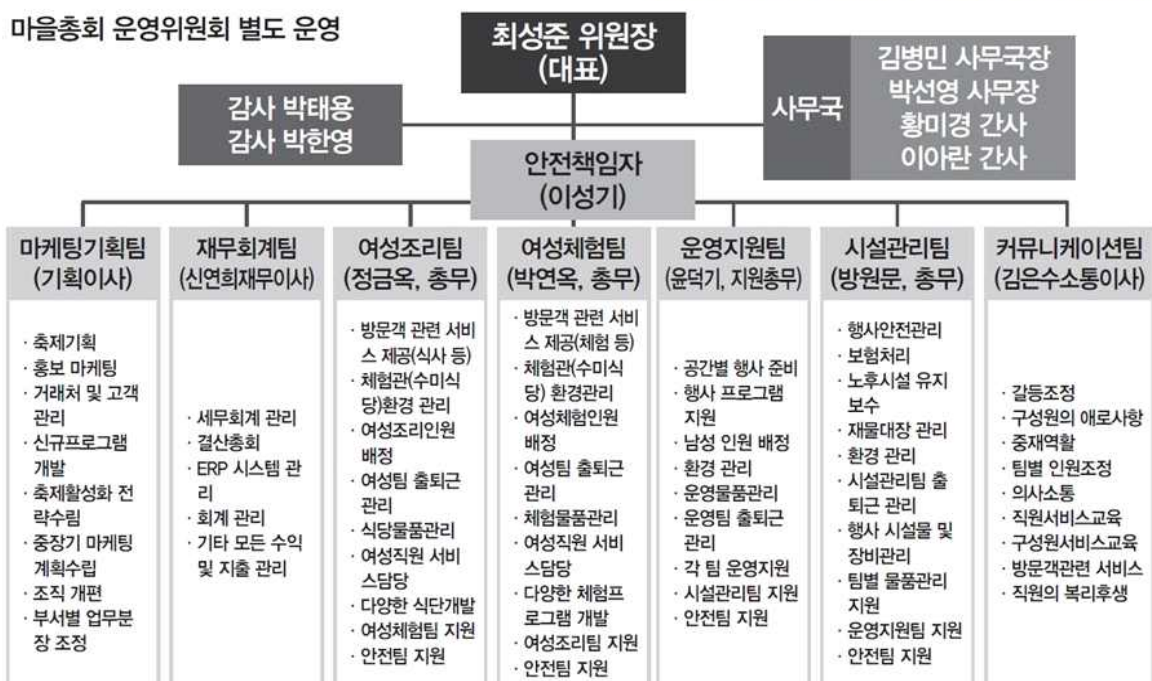 마을총회 운영위원회 별도 운영
최성준 위원장
(대표)
감사 박태용
감사 박한영
사무국
김병민 사무국장
박선영 사무장
황미경 간사
이아란 간사
안전책임자
(이성기)
마케팅기획팀
(기획이사)
· 축제기획
· 홍보 마케팅
· 거래처 및 고객
관리
· 신규프로그램
개발
· 축제활성화 전
략수림
· 중장기 마케팅
계획수립
· 조직 개편
· 부서별 업무분
장 조정
재무회계팀
(신연희재무이사)
· 세무회계 관리
· 결산총회
· ERP 시스템 관
리
· 회계 관리
· 기타 모든 수익
및 지출 관리
여성조리팀
(정금옥, 총무)
· 방문객 관련 서비
스 제공(식사 등)
· 체험관(수미식
당)환경 관리
· 여성조리인원
배정
· 여성팀 출퇴근
관리
· 식당물품관리
· 여성직원 서비
스담당
· 다양한 식단개발
· 여성체험팀 지원
· 안전팀 지원
여성체험팀
(박연옥, 총무)
· 방문객 관련 서비
스 제공(체험 등)
· 체험관(수미식
당) 환경관리
· 여성체험인원
배정
· 여성팀 출퇴근
관리
· 체험물품관리
· 여성직원 서비
스담당
· 다양한 체험프
로그램 개발
· 여성조리팀 지원
· 안전팀 지원
운영지원팀
(윤덕기, 지원총무)
· 공간별 행사 준비
· 행사 프로그램
지원
· 남성 인원 배정
· 환경 관리
· 운영물품관리
· 운영팀 출퇴근
관리
· 각 팀 운영지원
· 시설관리팀 지원
· 안전팀 지원
시설관리팀
(방원문, 총무)
· 행사안전관리
· 보험처리
· 노후시설 유지
보수
· 재물대장 관리
· 환경 관리
· 시설관리팀 출
퇴근 관리
· 행사 시설물 및
장비관리
· 팀별 물품관리
지원
· 운영지원팀 지원
· 안전팀 지원
커뮤니케이션팀
(김은수소통이사)
· 갈등조정
· 구성원의 애로사항
· 중재역활
· 팀별 인원조정
· 의사소통
· 직원서비스교육
· 구성원서비스교육
· 방문객관련 서비스
· 직원의 복리후생